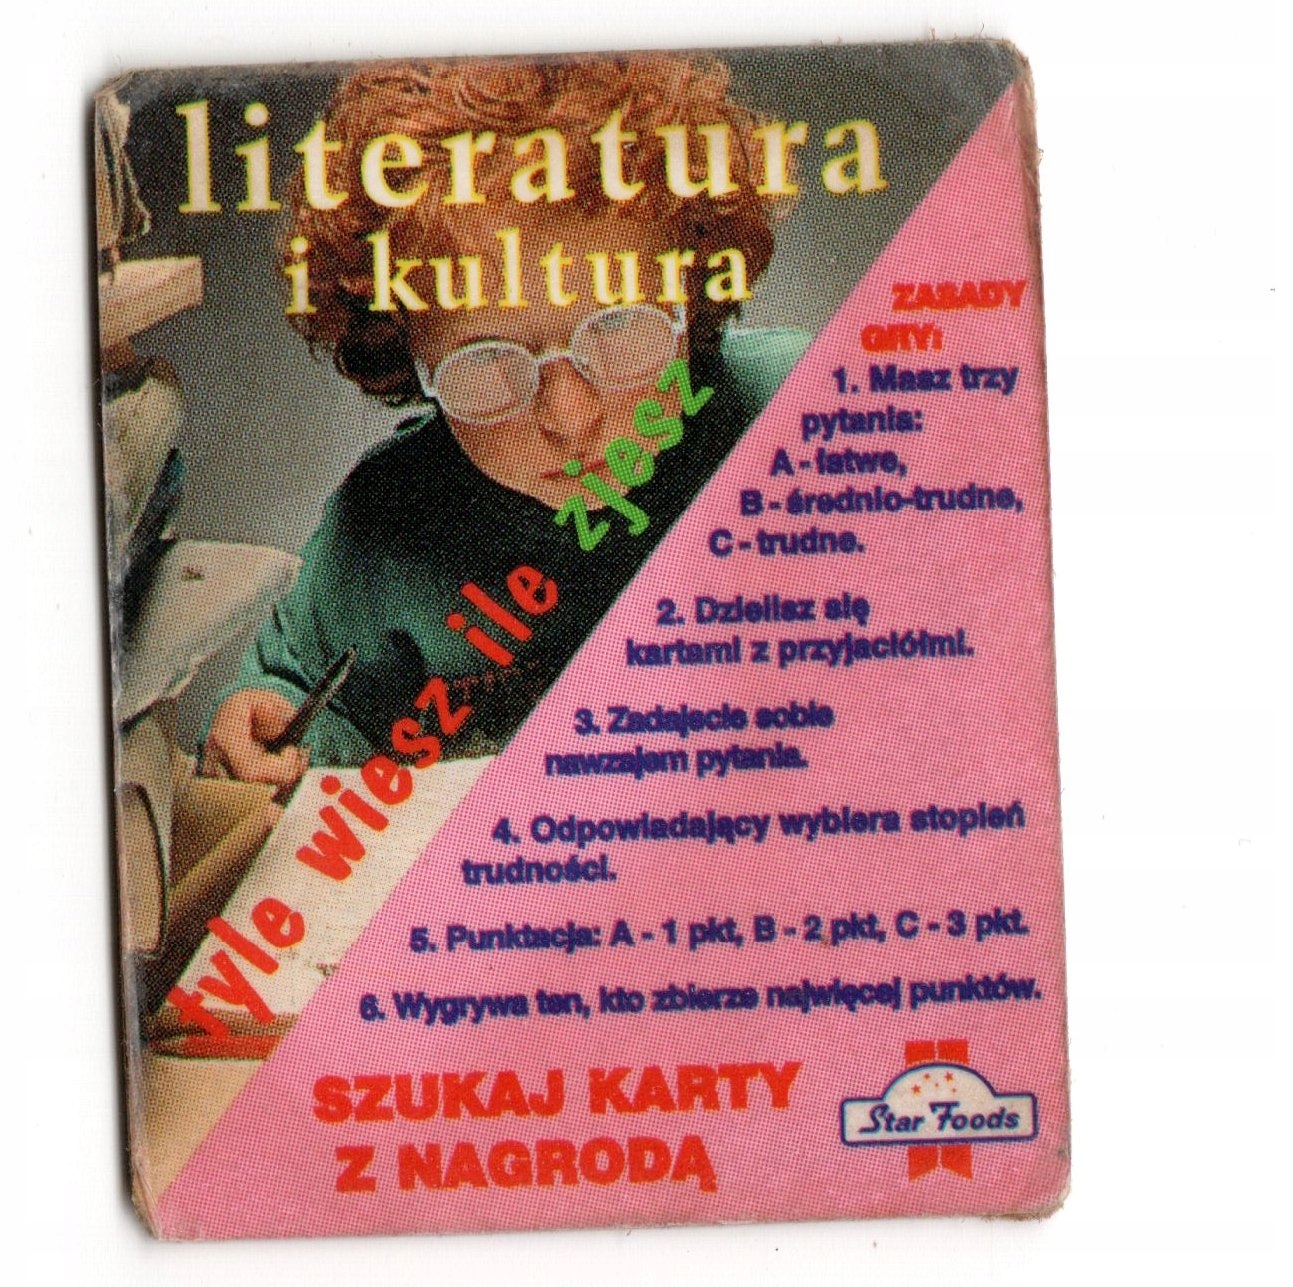 literatura
i kultura
tyle wiesz ile zjesz
ZASADY
GRY:
1. Masz trzy
pytania:
A - łatwe,
B - średnio-trudne,
C - trudne.
2. Dzielisz się
kartami z przyjaciółmi.
3. Zadajecie sobie
nawzajem pytania.
4. Odpowiadający wybiera stopień
trudności.
5. Punktacja: A - 1 pkt, B - 2 pkt, C - 3 pkt.
6. Wygrywa ten, kto zbierze najwięcej punktów.
SZUKAJ KARTY
Z NAGRODĄ
Star Foods